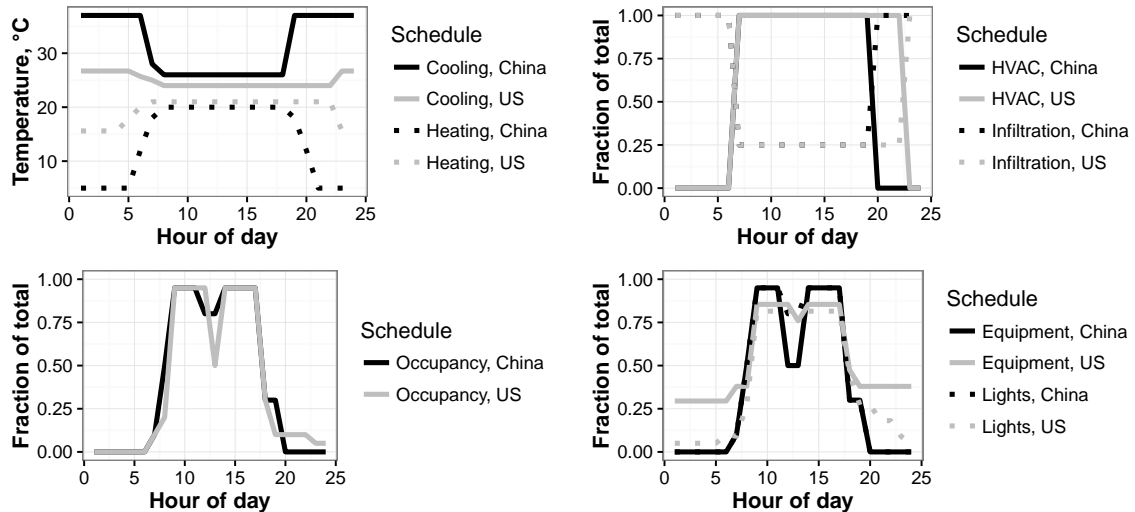 Temperature, °C
30
20
10
0
5
10
15
20
25
Hour of day
Schedule
Cooling, China
Cooling, US
Heating, China
Heating, US
Fraction of total
1.00
0.75
0.50
0.25
0.00
0
5
10
15
20
25
Hour of day
Schedule
HVAC, China
HVAC, US
Infiltration, China
Infiltration, US
Fraction of total
1.00
0.75
0.50
0.25
0.00
0
5
10
15
20
25
Hour of day
Schedule
Occupancy, China
Occupancy, US
Fraction of total
1.00
0.75
0.50
0.25
0.00
0
5
10
15
20
25
Hour of day
Schedule
Equipment, China
Equipment, US
Lights, China
Lights, US